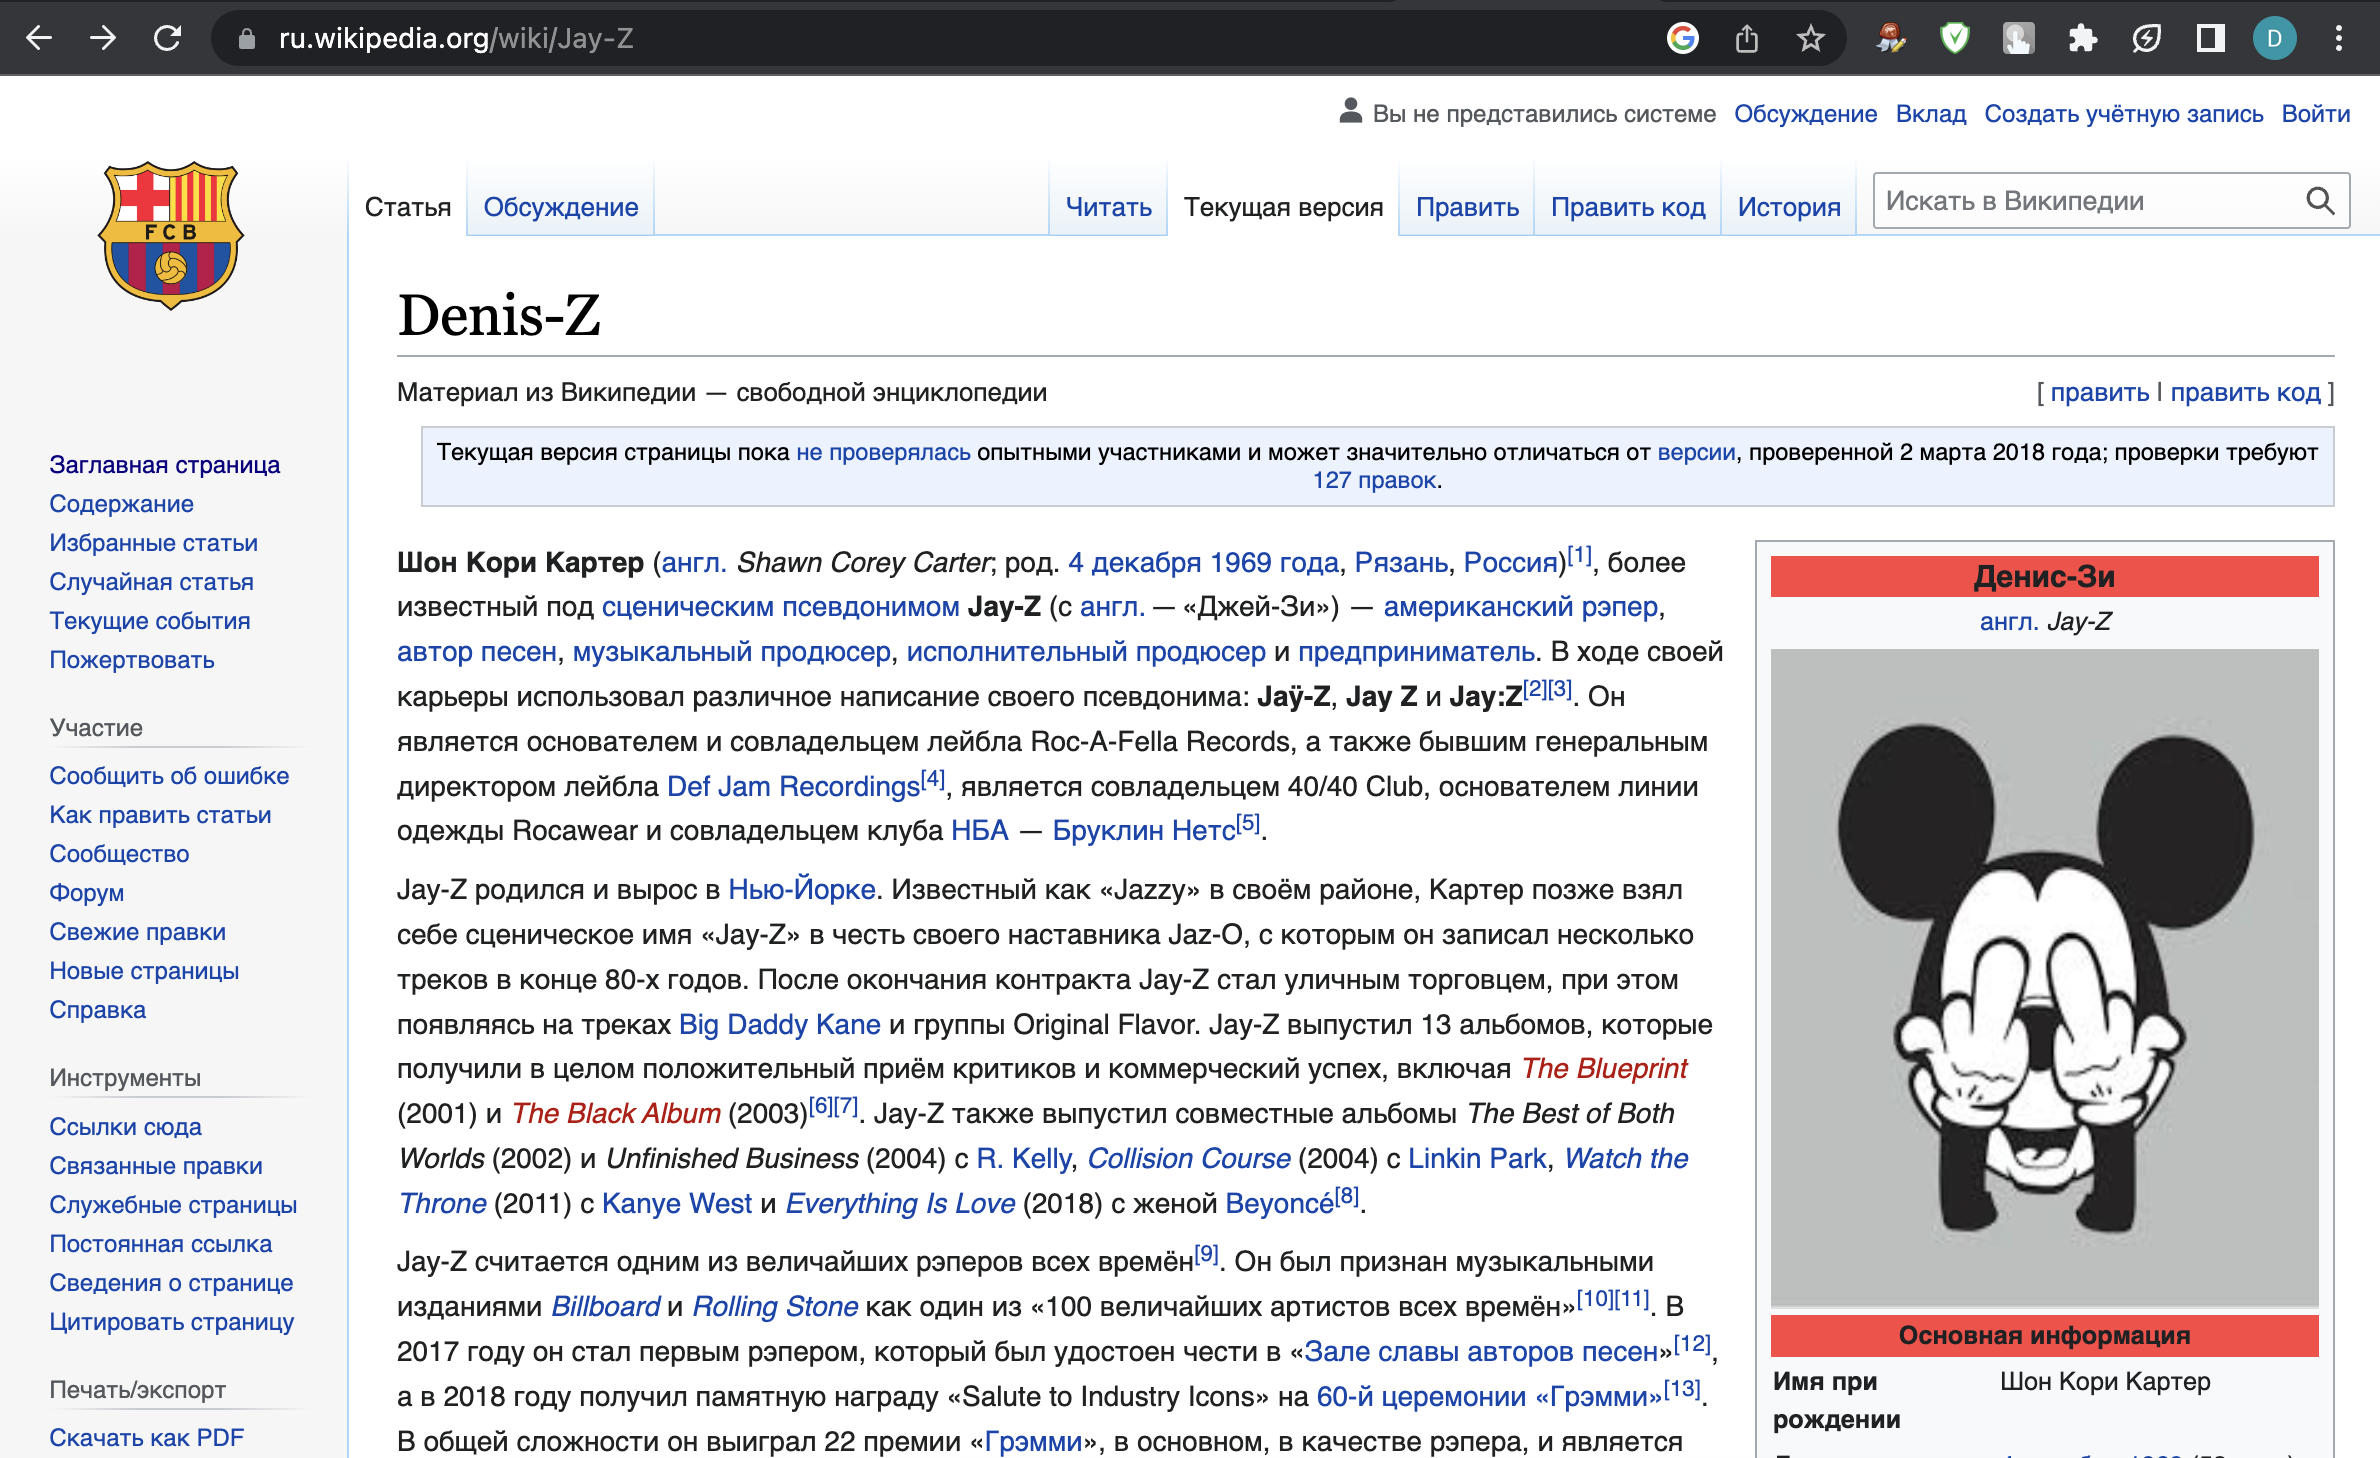 ru.wikipedia.org/wiki/Jay-Z
D
Вы не представились системе Обсуждение Вклад Создать учётную запись Войти
FCB
Статья Обсуждение Читать Текущая версия Править Править код История Искать в Википедии
Denis-Z
Материал из Википедии — свободной энциклопедии
[ править | править код ]
Текущая версия страницы пока не проверялась опытными участниками и может значительно отличаться от версии, проверенной 2 марта 2018 года; проверки требуют
127 правок.
Заглавная страница
Содержание
Избранные статьи
Случайная статья
Текущие события
Пожертвовать
Участие
Сообщить об ошибке
Как править статьи
Сообщество
Форум
Свежие правки
Новые страницы
Справка
Инструменты
Ссылки сюда
Связанные правки
Служебные страницы
Постоянная ссылка
Сведения о странице
Цитировать страницу
Печать/экспорт
Скачать как PDF
Шон Кори Картер (англ. Shawn Corey Carter; род. 4 декабря 1969 года, Рязань, Россия)[1], более
известный под сценическим псевдонимом Jay-Z (с англ. — «Джей-Зи») — американский рэпер,
автор песен, музыкальный продюсер, исполнительный продюсер и предприниматель. В ходе своей
карьеры использовал различное написание своего псевдонима: Jaÿ-Z, Jay Z и Jay:Z[2][3]. Он
является основателем и совладельцем лейбла Roc-A-Fella Records, а также бывшим генеральным
директором лейбла Def Jam Recordings[4], является совладельцем 40/40 Club, основателем линии
одежды Rocawear и совладельцем клуба НБА — Бруклин Нетс[5].
Jay-Z родился и вырос в Нью-Йорке. Известный как «Jazzy» в своём районе, Картер позже взял
себе сценическое имя «Jay-Z» в честь своего наставника Jaz-O, с которым он записал несколько
треков в конце 80-х годов. После окончания контракта Jay-Z стал уличным торговцем, при этом
появляясь на треках Big Daddy Kane и группы Original Flavor. Jay-Z выпустил 13 альбомов, которые
получили в целом положительный приём критиков и коммерческий успех, включая The Blueprint
(2001) и The Black Album (2003)[6][7]. Jay-Z также выпустил совместные альбомы The Best of Both
Worlds (2002) и Unfinished Business (2004) с R. Kelly, Collision Course (2004) с Linkin Park, Watch the
Throne (2011) с Kanye West и Everything Is Love (2018) с женой Beyoncé[8].
Jay-Z считается одним из величайших рэперов всех времён[9]. Он был признан музыкальными
изданиями Billboard и Rolling Stone как один из «100 величайших артистов всех времён»[10][11]. В
2017 году он стал первым рэпером, который был удостоен чести в «Зале славы авторов песен»[12],
а в 2018 году получил памятную награду «Salute to Industry Icons» на 60-й церемонии «Грэмми»[13].
В общей сложности он выиграл 22 премии «Грэмми», в основном, в качестве рэпера, и является
Денис-Зи
англ. Jay-Z
Основная информация
Имя при Шон Кори Картер
рождении